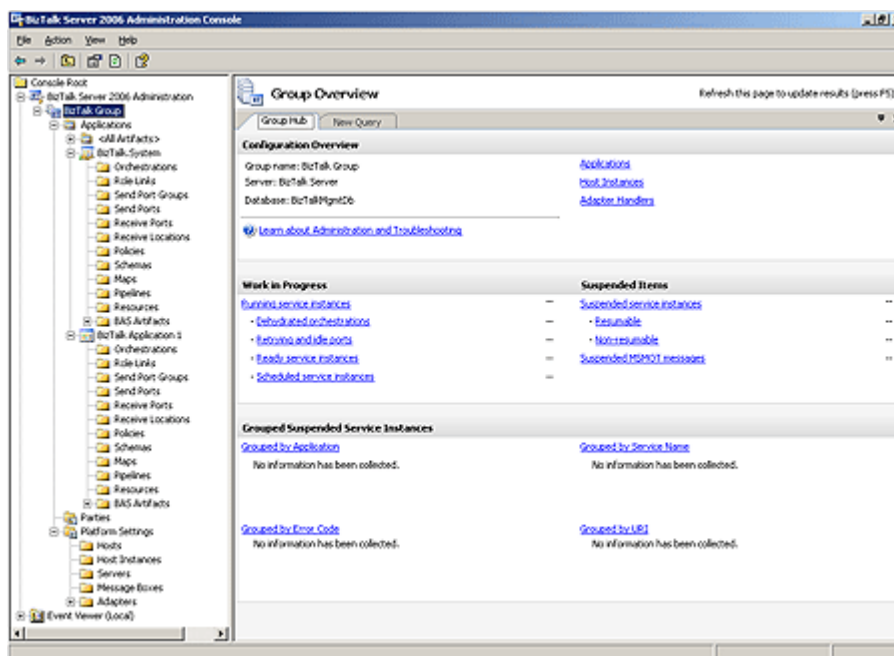 BizTalk Server 2006 Administration Console
File Action View Help
Console Root
BizTalk Server 2006 Administration
BizTalk Group
Applications
<All Artifacts>
BizTalk.System
Orchestrations
Role Links
Send Port Groups
Send Ports
Receive Ports
Receive Locations
Policies
Schemas
Maps
Pipelines
Resources
BAS Artifacts
BizTalk Application 1
Orchestrations
Role Links
Send Port Groups
Send Ports
Receive Ports
Receive Locations
Policies
Schemas
Maps
Pipelines
Resources
BAS Artifacts
Parties
Platform Settings
Hosts
Host Instances
Servers
Message Boxes
Adapters
Event Viewer (Local)
Group Overview
Refresh this page to update results (press F5)
Group Hub New Query
Configuration Overview
Group name: BizTalk Group
Applications
Server: BizTalk Server
Host Instances
Database: BizTalkMgmtDb
Adapter Handlers
Learn about Administration and Troubleshooting
Work in Progress
Running service instances --
- Dehydrated orchestrations --
- Retrying and idle ports --
- Ready service instances --
- Scheduled service instances --
Suspended Items
Suspended service instances --
- Resumable --
- Non-resumable --
Suspended MSMQT messages --
Grouped Suspended Service Instances
Grouped by Application
No information has been collected.
Grouped by Service Name
No information has been collected.
Grouped by Error Code
No information has been collected.
Grouped by URI
No information has been collected.